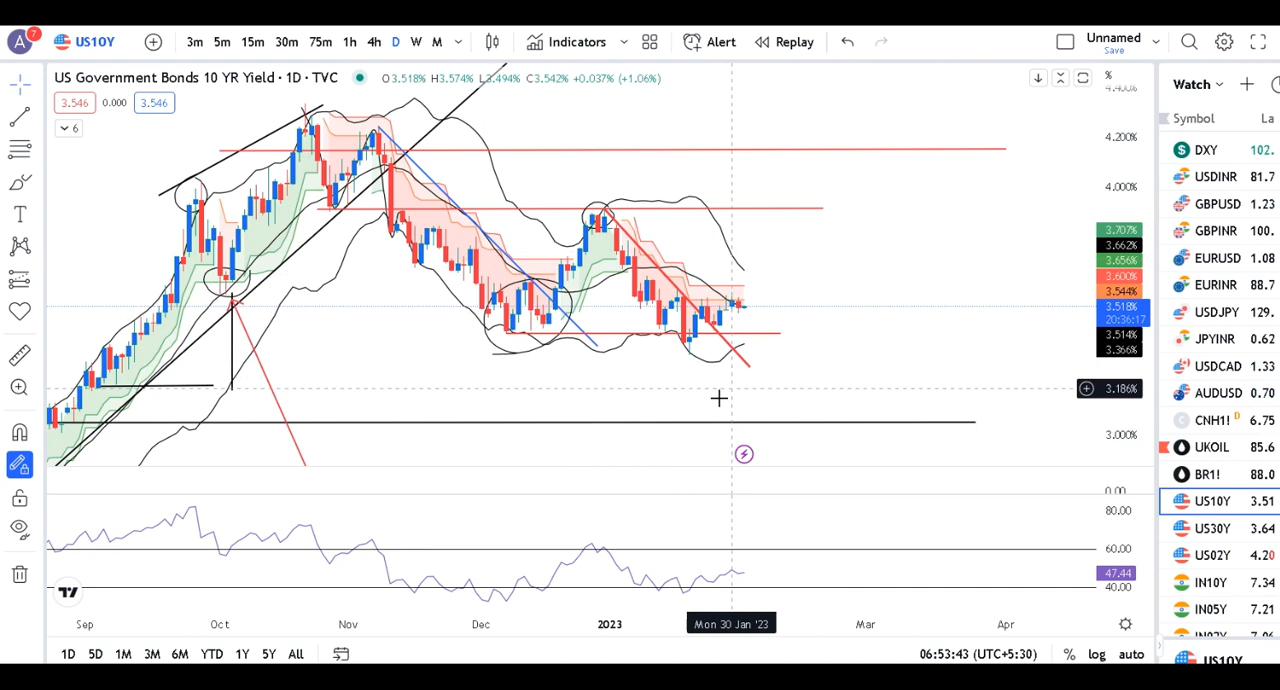 A 7 US10Y 3m 5m 15m 30m 75m 1h 4h D W M Indicators Alert Replay Unnamed
Save
US Government Bonds 10 YR Yield · 1D · TVC O3.518% H3.574% L3.494% C3.542% +0.037% (+1.06%)
3.546 0.000 3.546
6
%
4.400%
4.200%
4.000%
3.707%
3.662%
3.656%
3.600%
3.544%
3.518%
20:36:17
3.514%
3.366%
3.186%
3.000%
0.00
80.00
60.00
47.44
40.00
Sep Oct Nov Dec 2023 Mon 30 Jan '23 Mar Apr
1D 5D 1M 3M 6M YTD 1Y 5Y All 06:53:43 (UTC+5:30) % log auto
Watch
Symbol La
DXY 102.
USDINR 81.7
GBPUSD 1.23
GBPINR 100.
EURUSD 1.08
EURINR 88.7
USDJPY 129.
JPYINR 0.62
USDCAD 1.33
AUDUSD 0.70
CNH1! D 6.75
UKOIL 85.6
BR1! 88.0
US10Y 3.51
US30Y 3.64
US02Y 4.20
IN10Y 7.34
IN05Y 7.21
US10Y